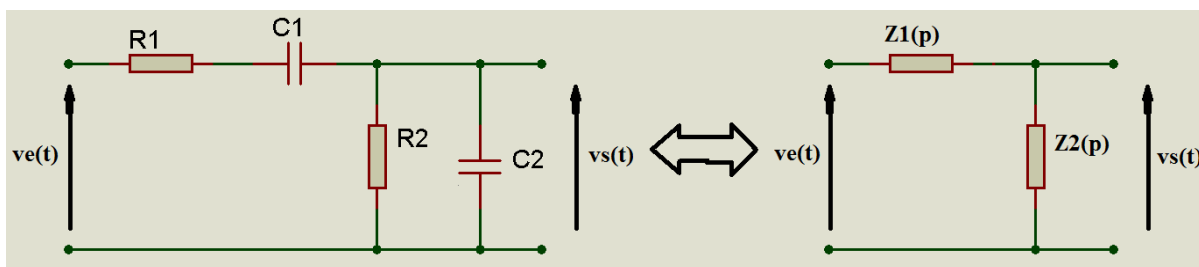 R1
C1
ve(t)
R2
C2
vs(t)
Z1(p)
ve(t)
Z2(p)
vs(t)